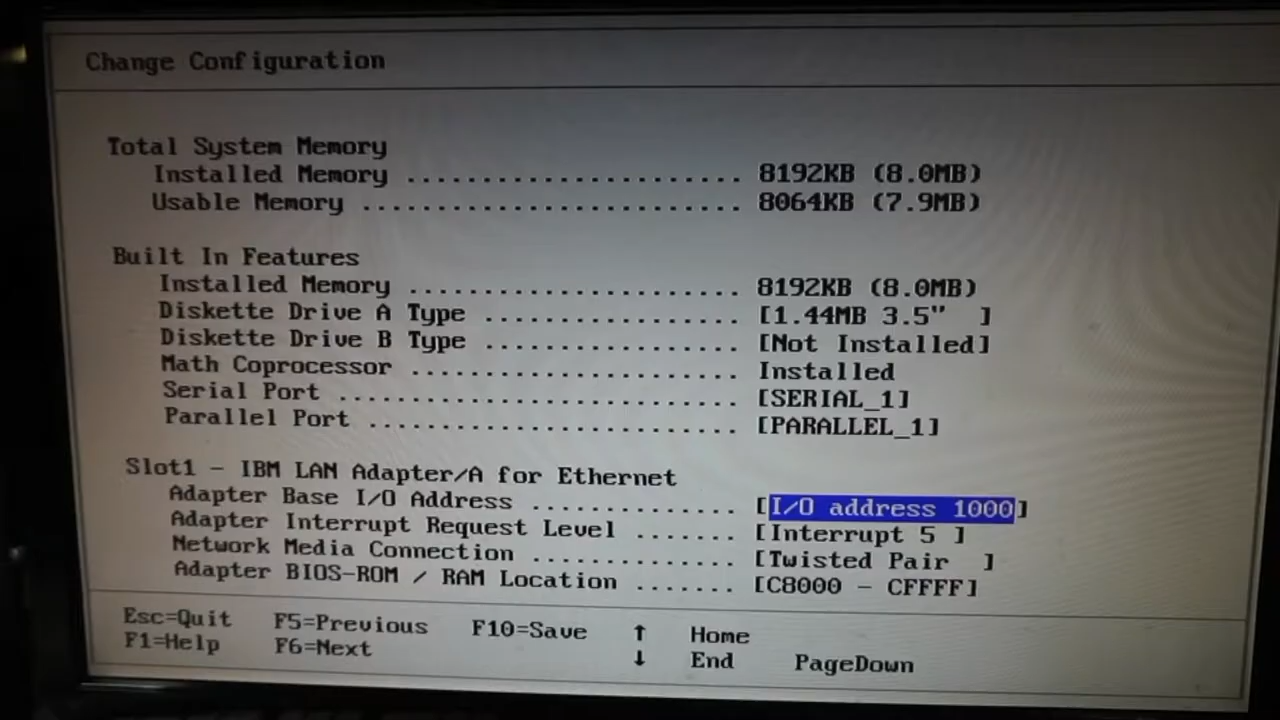 Change Configuration
Total System Memory
Installed Memory ...................... 8192KB (8.0MB)
Usable Memory ......................... 8064KB (7.9MB)
Built In Features
Installed Memory ...................... 8192KB (8.0MB)
Diskette Drive A Type ................. [1.44MB 3.5"  ]
Diskette Drive B Type ................. [Not Installed]
Math Coprocessor ...................... Installed
Serial Port ........................... [SERIAL_1]
Parallel Port ......................... [PARALLEL_1]
Slot1 - IBM LAN Adapter/A for Ethernet
Adapter Base I/O Address .............. [I/O address 1000]
Adapter Interrupt Request Level ....... [Interrupt 5 ]
Network Media Connection .............. [Twisted Pair  ]
Adapter BIOS-ROM / RAM Location ....... [C8000 - CFFFF]
Esc=Quit F5=Previous F10=Save ↑ Home
F1=Help F6=Next ↓ End PageDown